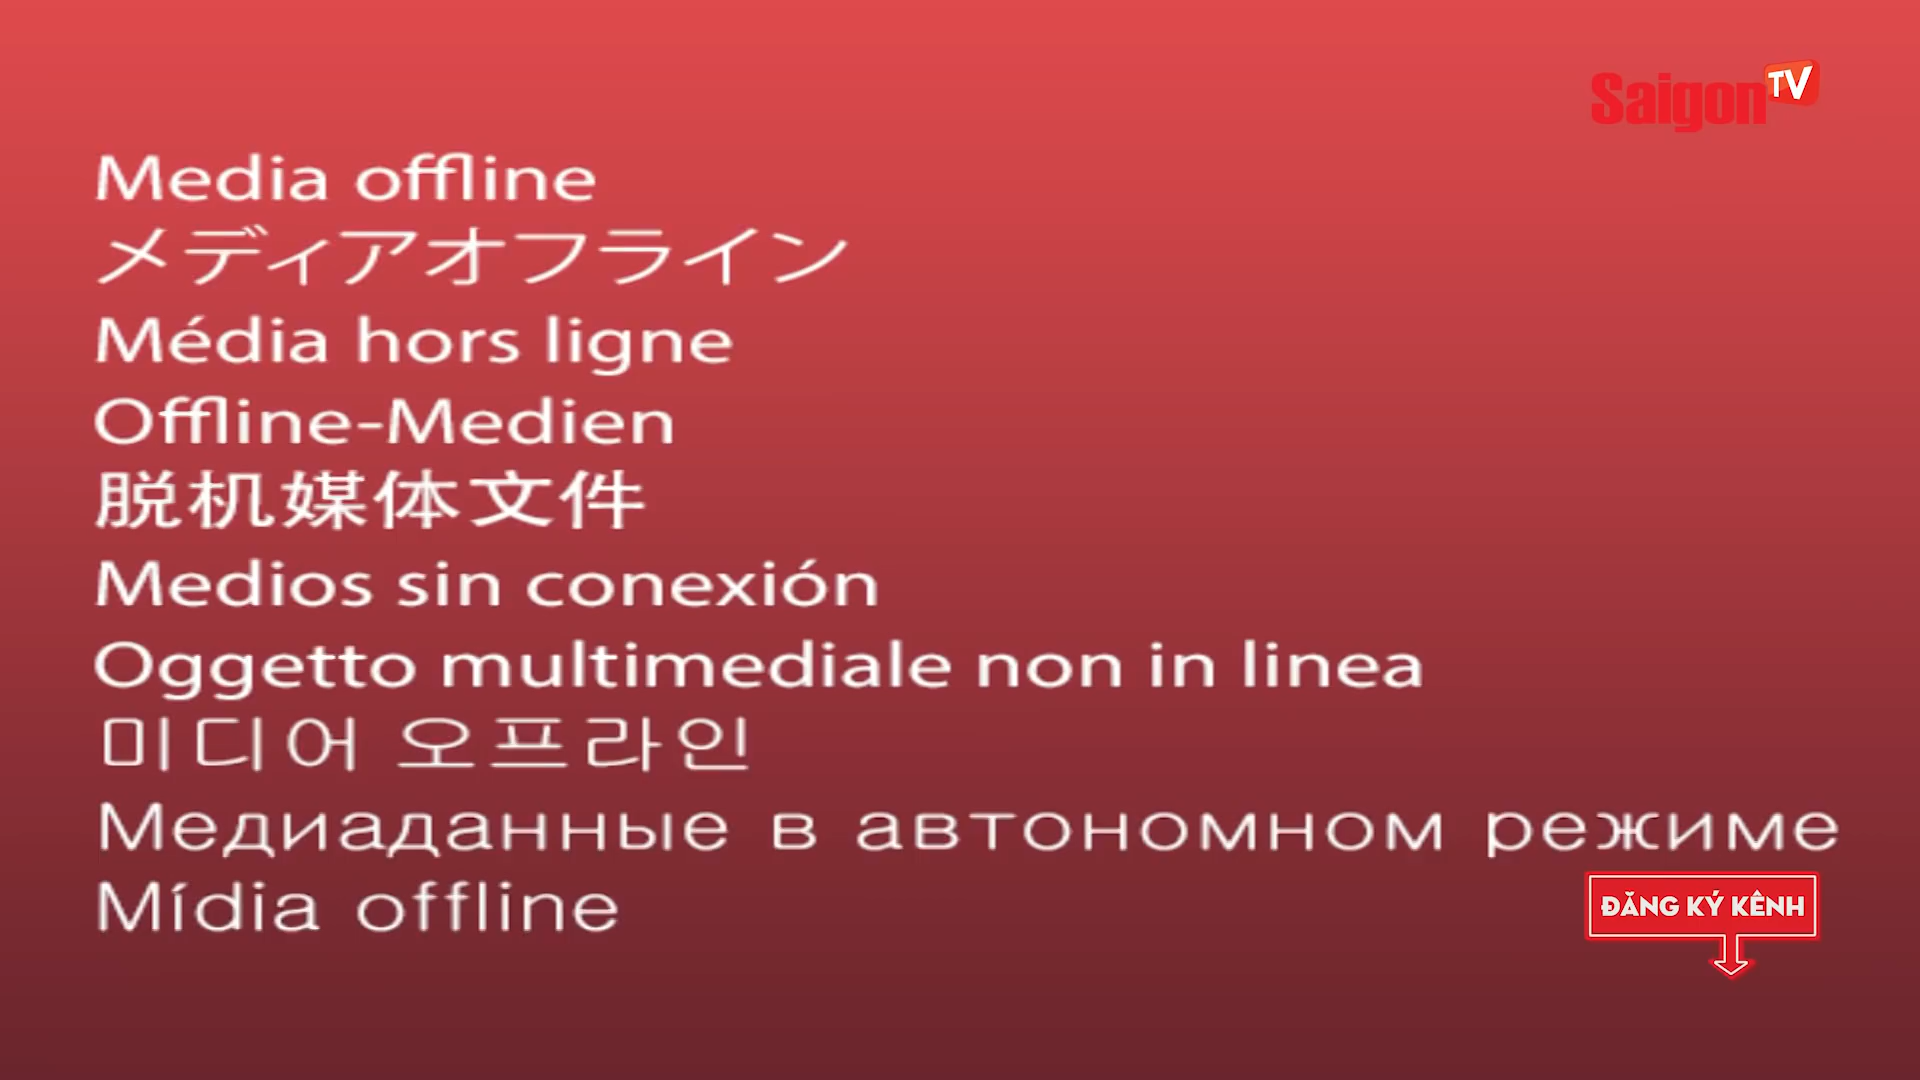 Saigon TV
Media offline
メディアオフライン
Média hors ligne
Offline-Medien
脱机媒体文件
Medios sin conexión
Oggetto multimediale non in linea
미디어 오프라인
Медиаданные в автономном режиме
Mídia offline
ĐĂNG KÝ KÊNH